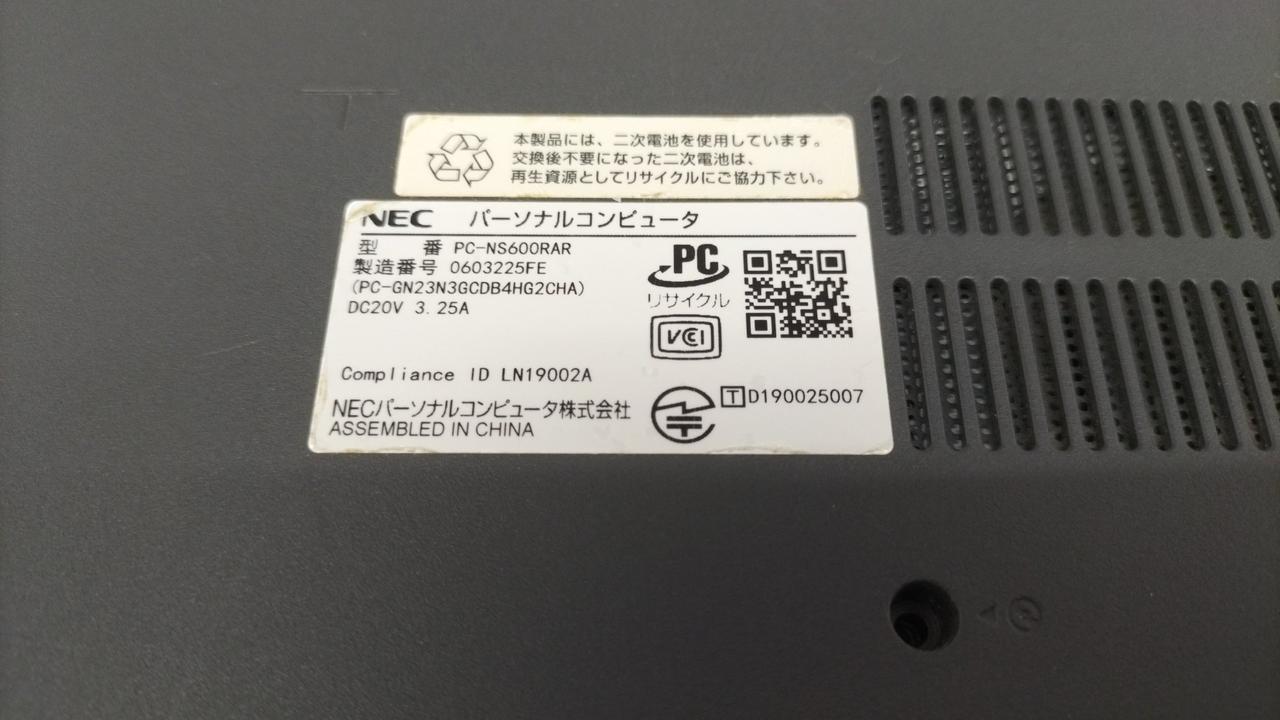 本製品には、二次電池を使用しています。
交換後不要になった二次電池は、
再生資源としてリサイクルにご協力下さい。
NEC パーソナルコンピュータ
型 番 PC-NS600RAR
製造番号 0603225FE
(PC-GN23N3GCDB4HG2CHA)
DC20V 3.25A
PC
リサイクル
VCI
Compliance ID LN19002A
NECパーソナルコンピュータ株式会社
ASSEMBLED IN CHINA
T D190025007